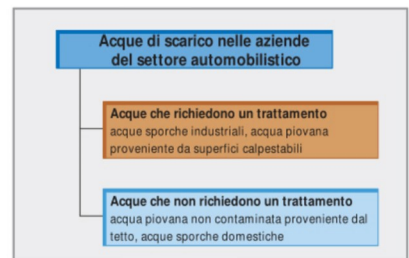 Acque di scarico nelle aziende
del settore automobilistico
Acque che richiedono un trattamento
acque sporche industriali, acqua piovana
proveniente da superfici calpestabili
Acque che non richiedono un trattamento
acqua piovana non contaminata proveniente dal
tetto, acque sporche domestiche